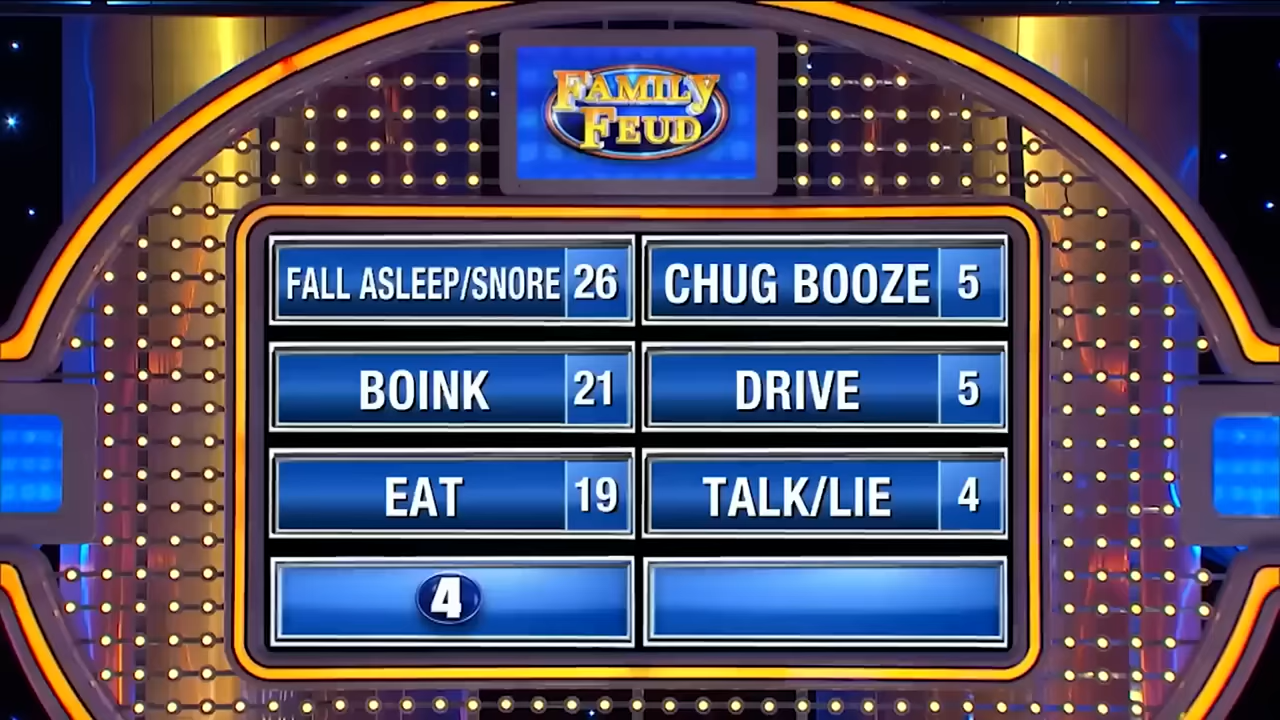 FAMILY
FEUD
FALL ASLEEP/SNORE 26
CHUG BOOZE 5
BOINK 21
DRIVE 5
EAT 19
TALK/LIE 4
4